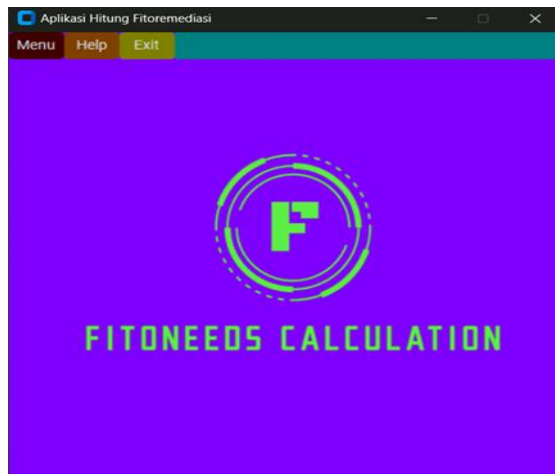 Aplikasi Hitung Fitoremediasi
Menu Help Exit
F
FITONEEDS CALCULATION